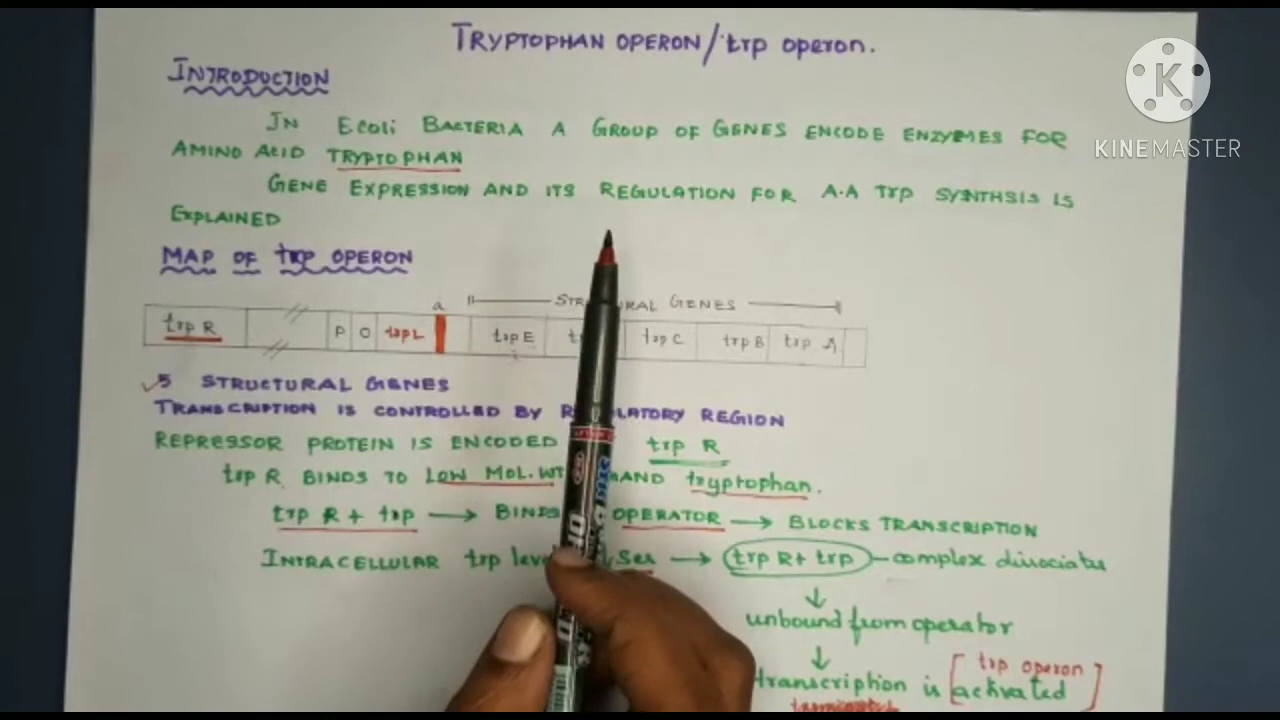 TRYPTOPHAN OPERON/trp operon.
INTRODUCTION
K
KINEMASTER
IN Ecoli BACTERIA A GROUP OF GENES ENCODE ENZYMES FOR
AMINO ACID TRYPTOPHAN
GENE EXPRESSION AND ITS REGULATION FOR A.A Trp SYNTHSIS IS
EXPLAINED
MAP OF trp OPERON
a STRUCTURAL GENES
trp R P O trpL trp E trp C trp B trp A
5 STRUCTURAL GENES
TRANSCRIPTION IS CONTROLLED BY REGULATORY REGION
REPRESSOR PROTEIN IS ENCODED trp R
trp R BINDS TO LOW MOL.WT tryptophan.
trp R + trp → BINDS OPERATOR → BLOCKS TRANSCRIPTION
INTRACELLULAR trp → trp R+ trp - complex dissociates
↓
unbound from operator
↓
transcription is activated [trp operon]